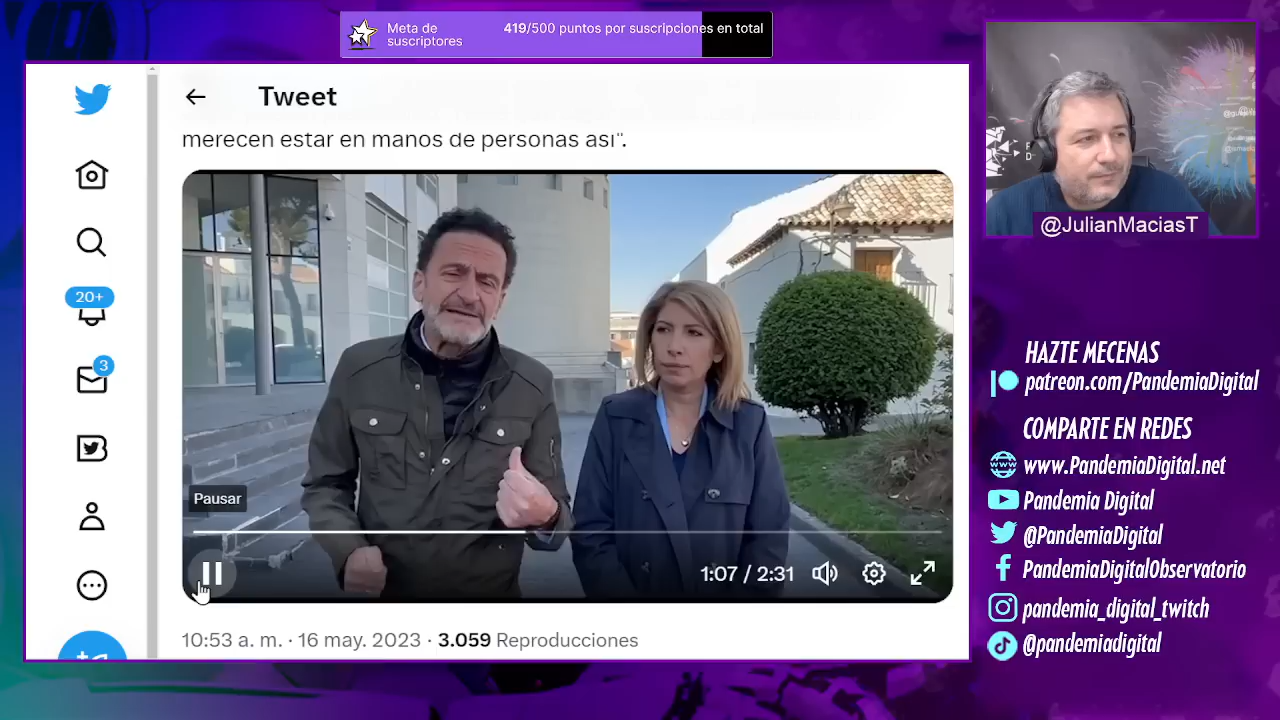 Meta de
suscriptores
419/500 puntos por suscripciones en total
Tweet
merecen estar en manos de personas así".
20+
3
Pausar
1:07 / 2:31
10:53 a. m. · 16 may. 2023 · 3.059 Reproducciones
@JulianMaciasT
HAZTE MECENAS
patreon.com/PandemiaDigital
COMPARTE EN REDES
www.PandemiaDigital.net
Pandemia Digital
@PandemiaDigital
PandemiaDigitalObservatorio
pandemia_digital_twitch
@pandemiadigital